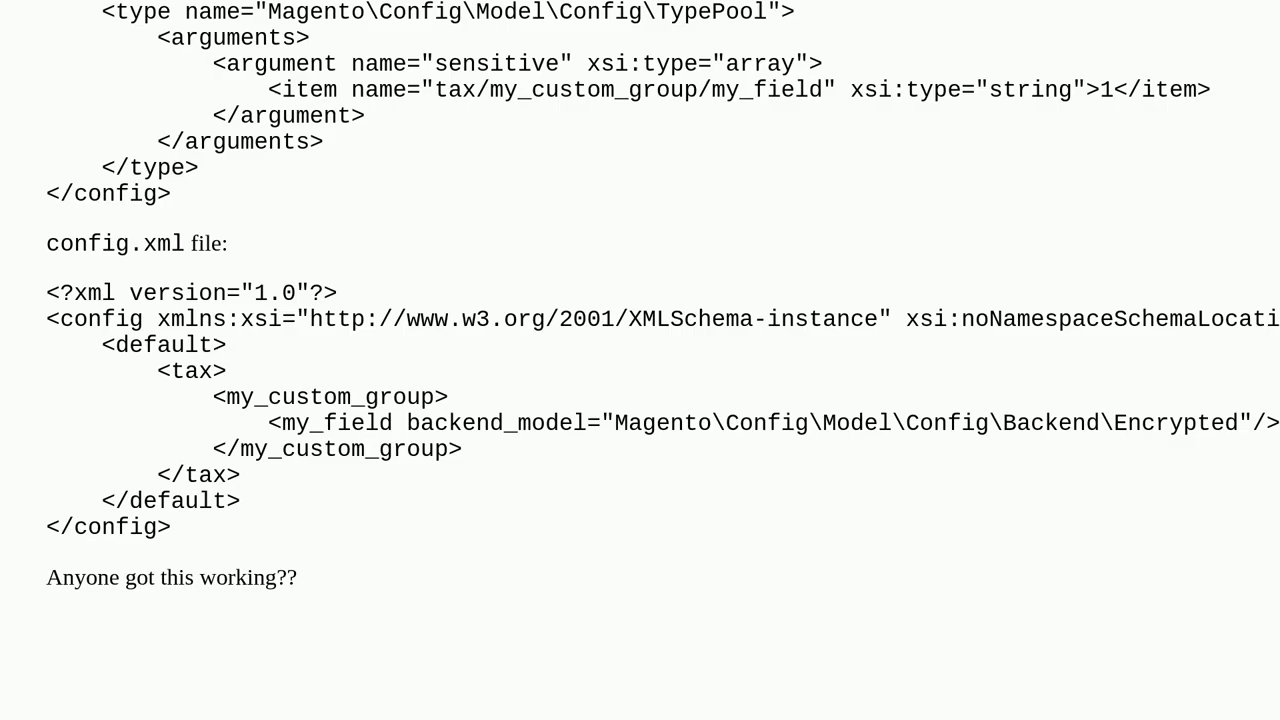 <type name="Magento\Config\Model\Config\TypePool">
<arguments>
<argument name="sensitive" xsi:type="array">
<item name="tax/my_custom_group/my_field" xsi:type="string">1</item>
</argument>
</arguments>
</type>
</config>
config.xml file:
<?xml version="1.0"?>
<config xmlns:xsi="http://www.w3.org/2001/XMLSchema-instance" xsi:noNamespaceSchemaLocati
<default>
<tax>
<my_custom_group>
<my_field backend_model="Magento\Config\Model\Config\Backend\Encrypted"/>
</my_custom_group>
</tax>
</default>
</config>
Anyone got this working??